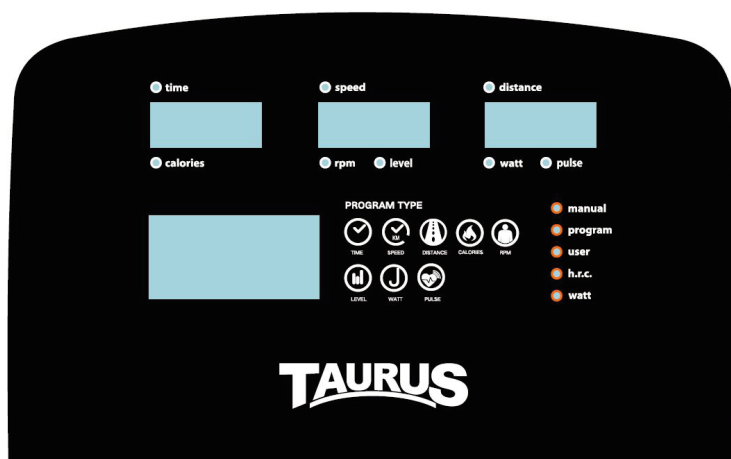 time speed distance
calories rpm level watt pulse
PROGRAM TYPE
KM
TIME SPEED DISTANCE CALORIES RPM
LEVEL WATT PULSE
manual
program
user
h.r.c.
watt
TAURUS